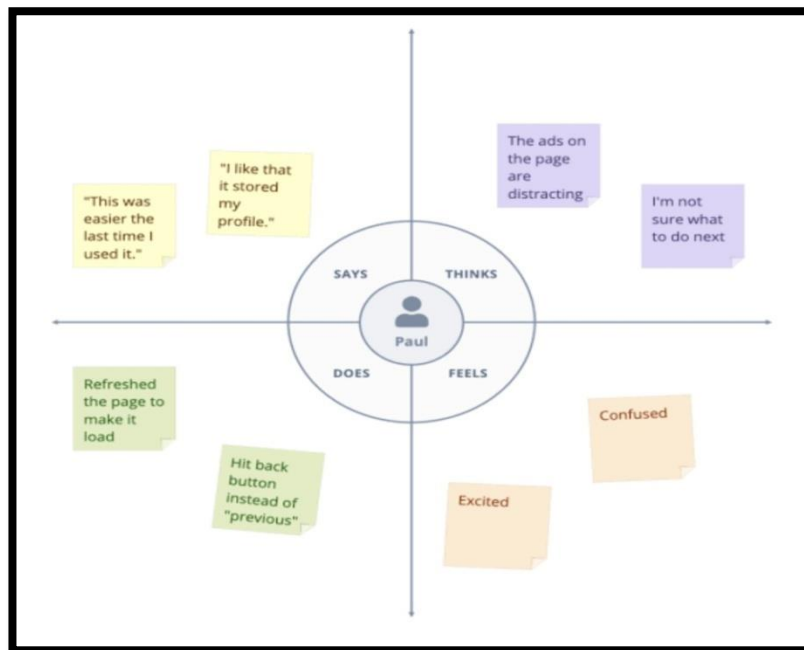 "This was
easier the
last time I
used it."
"I like that
it stored
my
profile."
The ads on
the page
are
distracting
I'm not
sure what
to do next
SAYS
THINKS
Paul
DOES
FEELS
Refreshed
the page to
make it
load
Hit back
button
instead of
"previous"
Excited
Confused